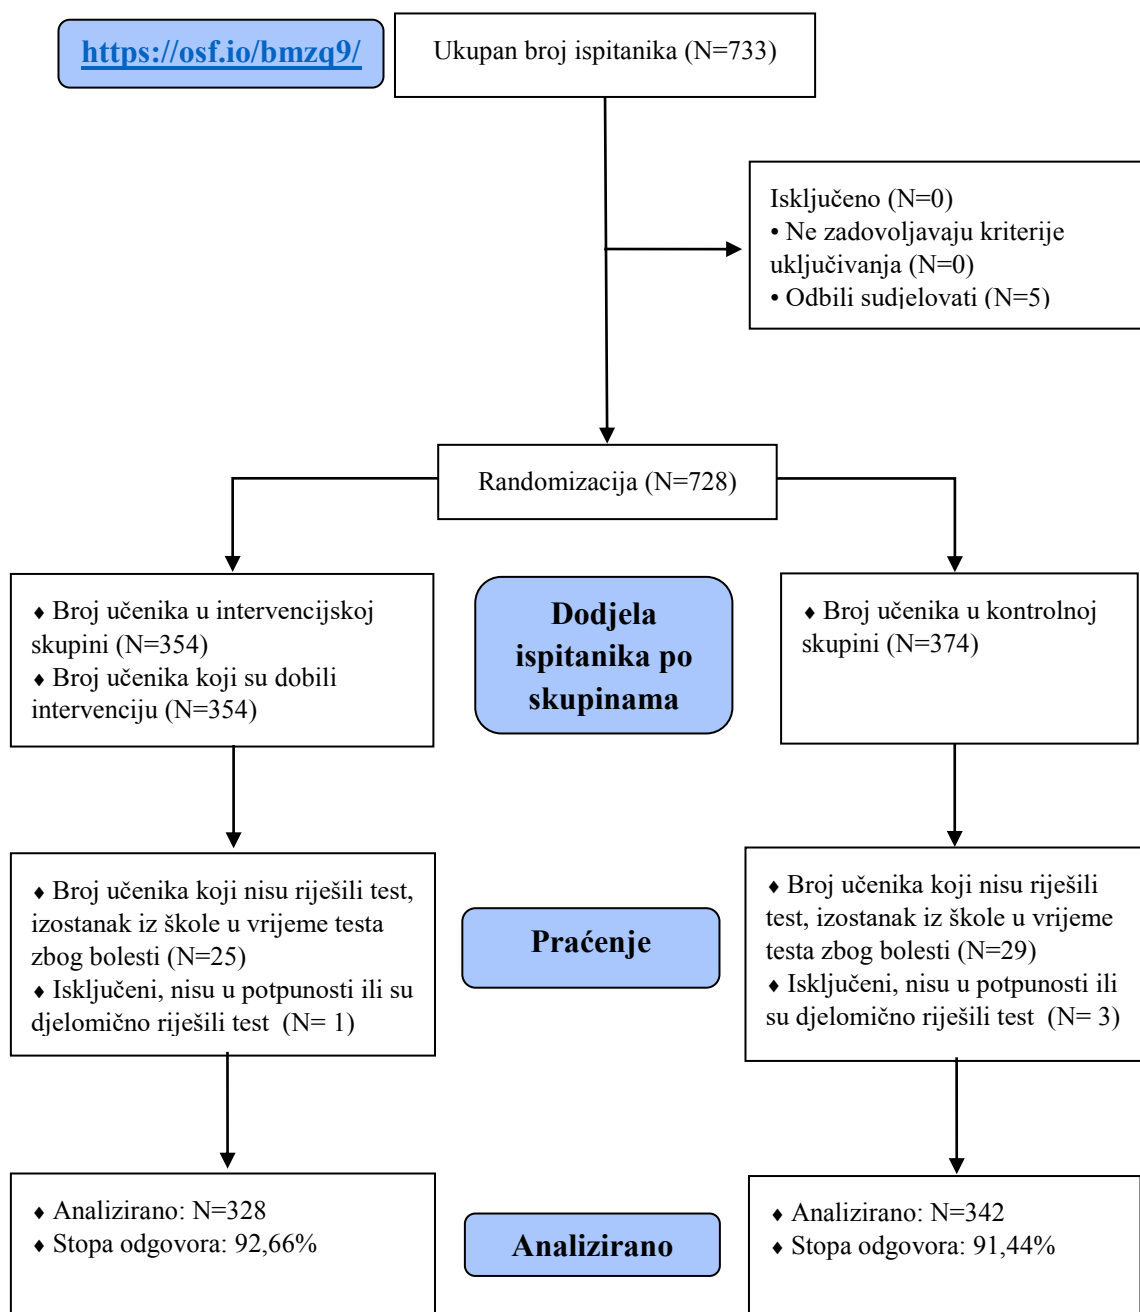 https://osf.io/bmzq9/
Ukupan broj ispitanika (N=733)
Isključeno (N=0)
• Ne zadovoljavaju kriterije
uključivanja (N=0)
• Odbili sudjelovati (N=5)
Randomizacija (N=728)
♦ Broj učenika u intervencijskoj
skupini (N=354)
♦ Broj učenika koji su dobili
intervenciju (N=354)
Dodjela
ispitanika po
skupinama
♦ Broj učenika u kontrolnoj
skupini (N=374)
♦ Broj učenika koji nisu riješili test,
izostanak iz škole u vrijeme testa
zbog bolesti (N=25)
♦ Isključeni, nisu u potpunosti ili su
djelomično riješili test  (N= 1)
Praćenje
♦ Broj učenika koji nisu riješili
test, izostanak iz škole u vrijeme
testa zbog bolesti (N=29)
♦ Isključeni, nisu u potpunosti ili
su djelomično riješili test  (N= 3)
♦ Analizirano: N=328
♦ Stopa odgovora: 92,66%
Analizirano
♦ Analizirano: N=342
♦ Stopa odgovora: 91,44%